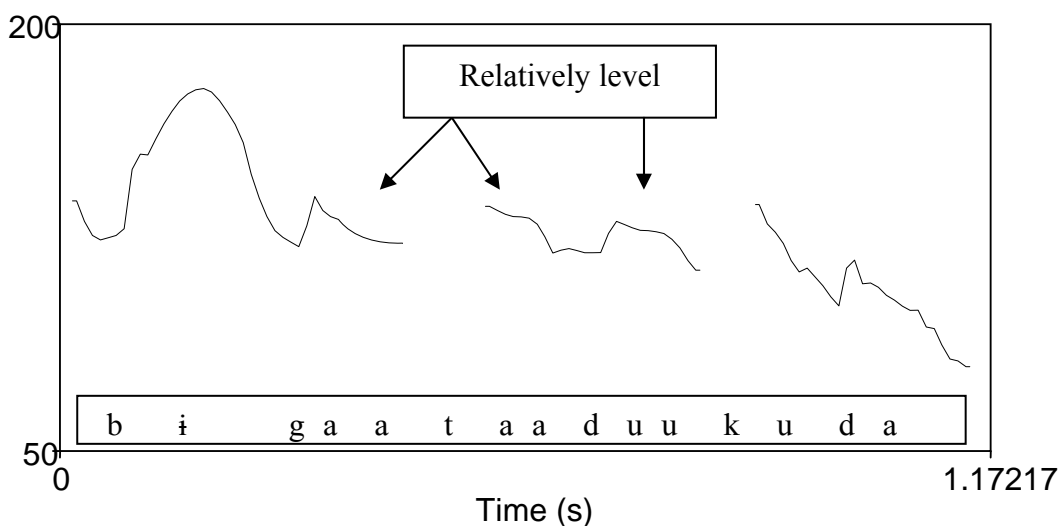 200
Relatively level
b ɨ g a a t a a d u u k u d a
50
0 1.17217
Time (s)